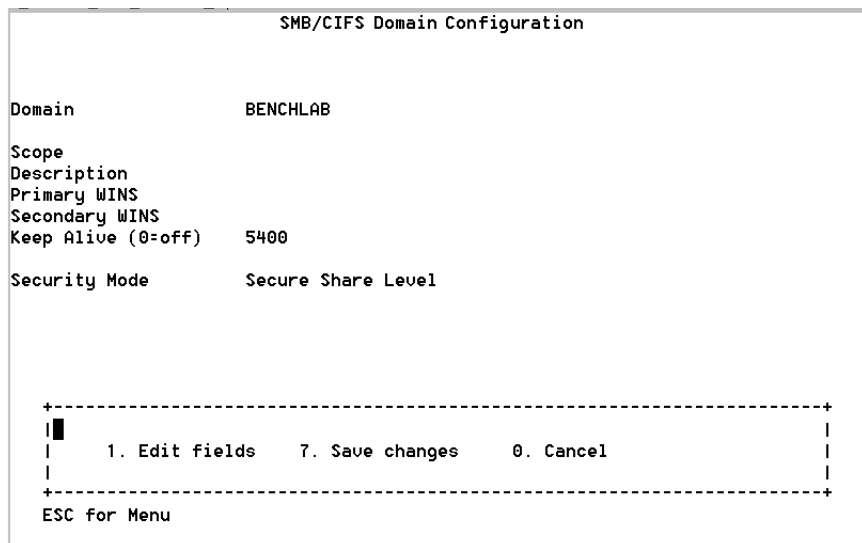 SMB/CIFS Domain Configuration
Domain BENCHLAB
Scope
Description
Primary WINS
Secondary WINS
Keep Alive (0=off) 5400
Security Mode Secure Share Level
1. Edit fields 7. Save changes 0. Cancel
ESC for Menu